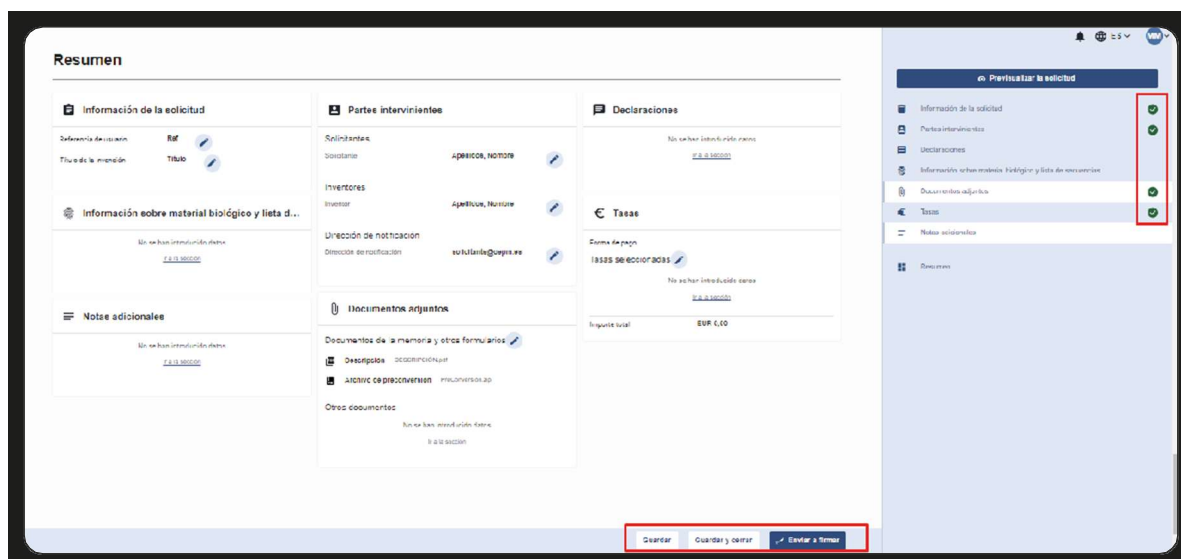 Resumen
Información de la solicitud
Referencia de usuario Ref
Título de la invención Título
Información sobre material biológico y lista d...
No se han introducido datos
Ir a la sección
Notas adicionales
No se han introducido datos
Ir a la sección
Partes intervinientes
Solicitantes
Solicitante Apellidos, Nombre
Inventores
Inventor Apellidos, Nombre
Dirección de notificación
Dirección de notificación solicitante@oepm.es
Documentos adjuntos
Documentos de la memoria y otros formularios
Descripción DESCRIPCIÓN.pdf
Archivo de preconversión
Otros documentos
No se han introducido datos
Ir a la sección
Declaraciones
No se han introducido datos
Ir a la sección
€ Tasas
Forma de pago
Tasas seleccionadas
No se han introducido datos
Ir a la sección
Importe total EUR 0,00
Guardar
Guardar y cerrar
Enviar a firmar
ES
Previsualizar la solicitud
Información de la solicitud
Partes intervinientes
Declaraciones
Información sobre material biológico y lista de secuencias
Documentos adjuntos
€ Tasas
Notas adicionales
Resumen